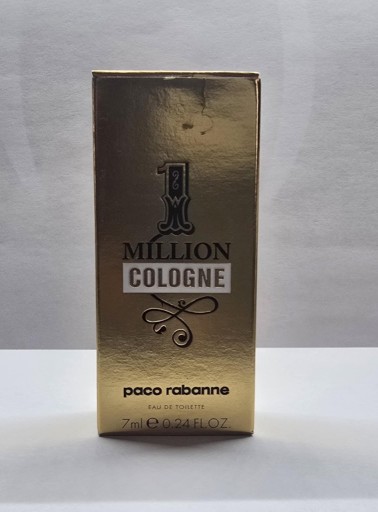 1
MILLION
COLOGNE
paco rabanne
EAU DE TOILETTE
7ml ℮ 0.24 FL.OZ.